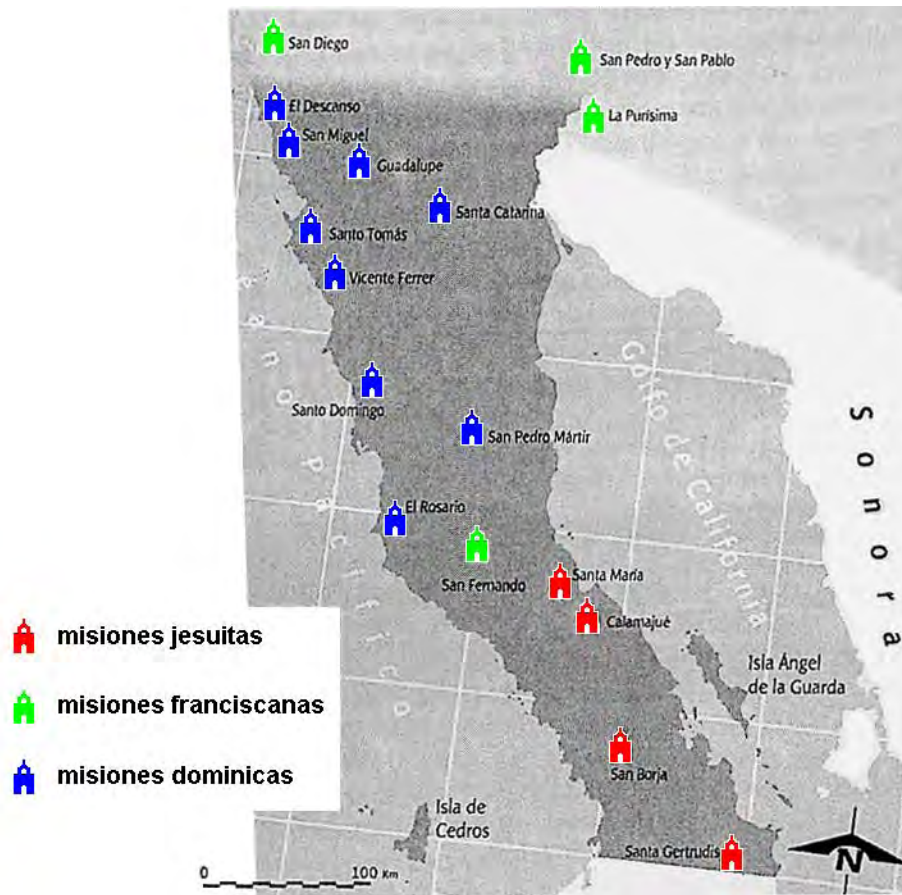 San Diego
San Pedro y San Pablo
El Descanso
La Purísima
San Miguel
Guadalupe
Santa Catarina
Santo Tomás
Vicente Ferrer
Golfo de California
Santo Domingo
Sonora
San Pedro Mártir
El Rosario
San Fernando
Santa María
Calamajué
misiones jesuitas
Isla Ángel
de la Guarda
misiones franciscanas
San Borja
misiones dominicas
Isla de
Cedros
Santa Gertrudis
N
0 100 Km